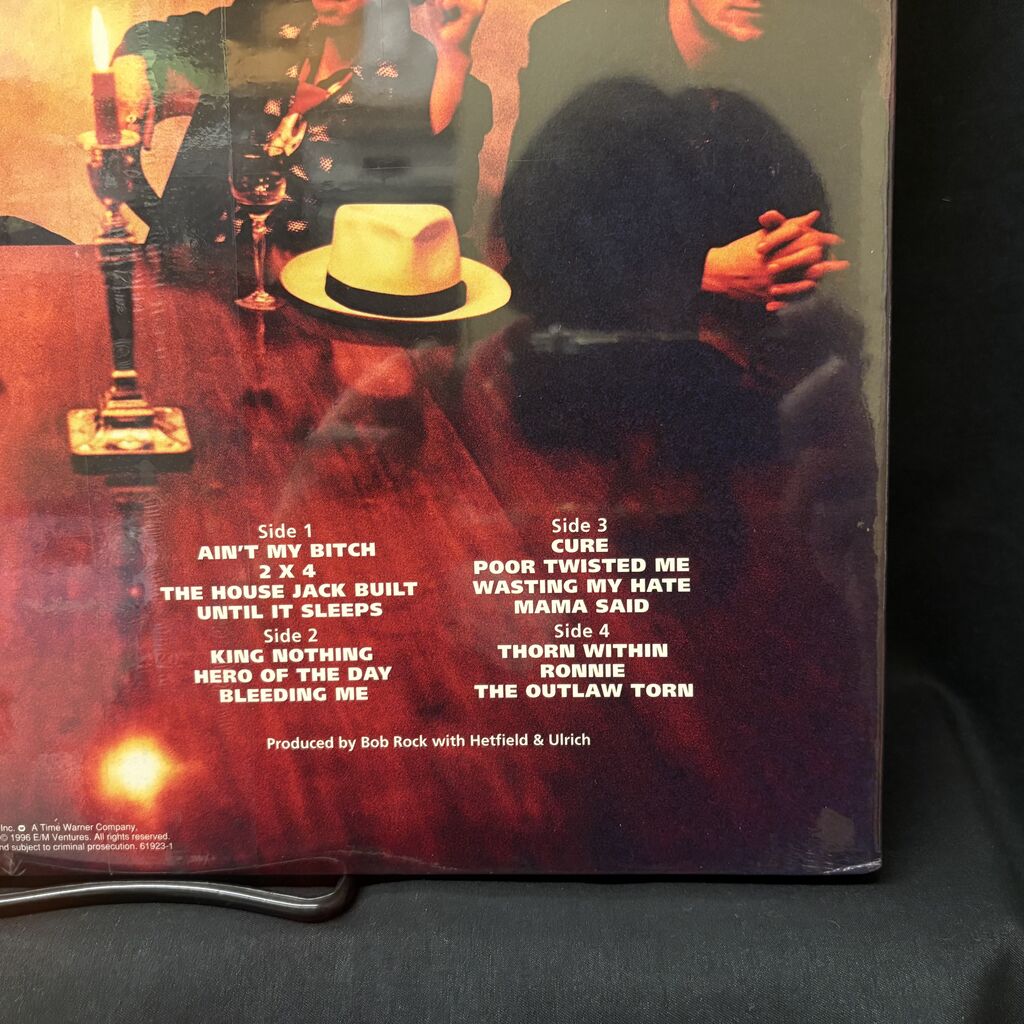 Side 1
AIN'T MY BITCH
2 X 4
THE HOUSE JACK BUILT
UNTIL IT SLEEPS
Side 2
KING NOTHING
HERO OF THE DAY
BLEEDING ME
Side 3
CURE
POOR TWISTED ME
WASTING MY HATE
MAMA SAID
Side 4
THORN WITHIN
RONNIE
THE OUTLAW TORN
Produced by Bob Rock with Hetfield & Ulrich
Inc. A Time Warner Company.
© 1996 E/M Ventures. All rights reserved.
nd subject to criminal prosecution. 61923-1